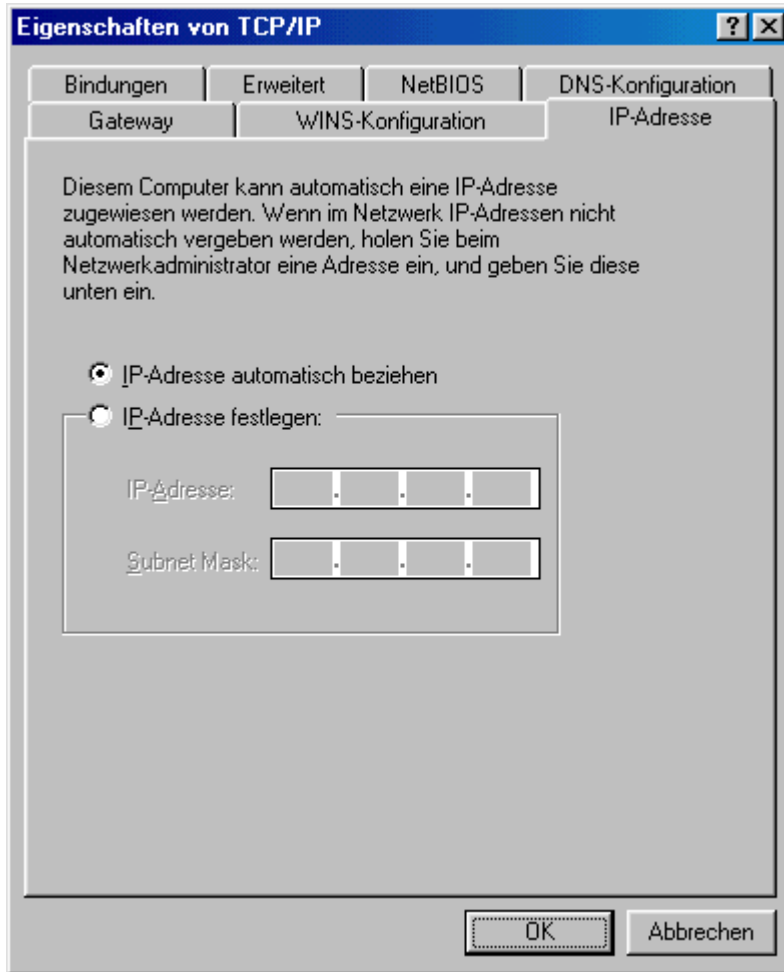 Eigenschaften von TCP/IP
? X
Bindungen Erweitert NetBIOS DNS-Konfiguration
Gateway WINS-Konfiguration IP-Adresse
Diesem Computer kann automatisch eine IP-Adresse
zugewiesen werden. Wenn im Netzwerk IP-Adressen nicht
automatisch vergeben werden, holen Sie beim
Netzwerkadministrator eine Adresse ein, und geben Sie diese
unten ein.
IP-Adresse automatisch beziehen
IP-Adresse festlegen:
IP-Adresse: . . .
Subnet Mask: . . .
OK Abbrechen